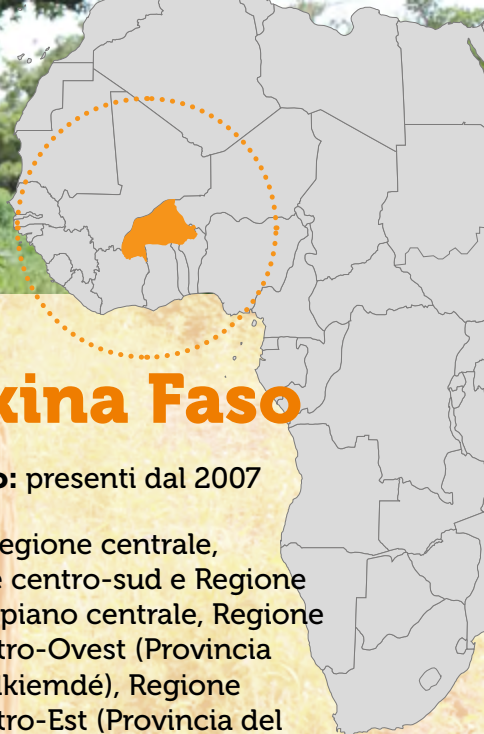 kina Faso
o: presenti dal 2007
egione centrale,
e centro-sud e Regione
piano centrale, Regione
tro-Ovest (Provincia
lkiemdé), Regione
tro-Est (Provincia del